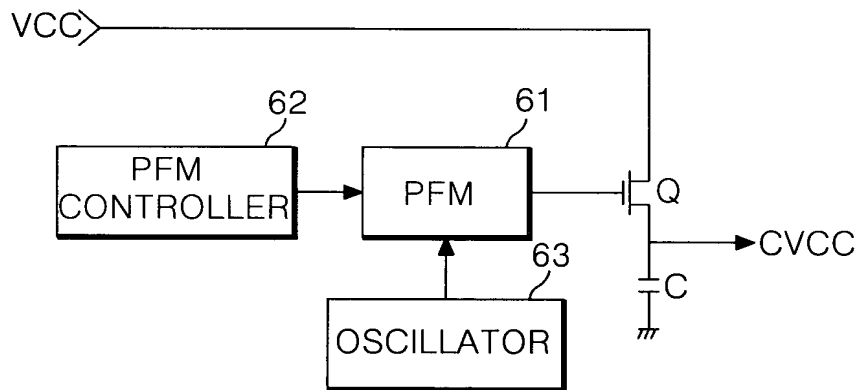 VCC
62
61
PFM
CONTROLLER
PFM
Q
CVCC
63
C
OSCILLATOR